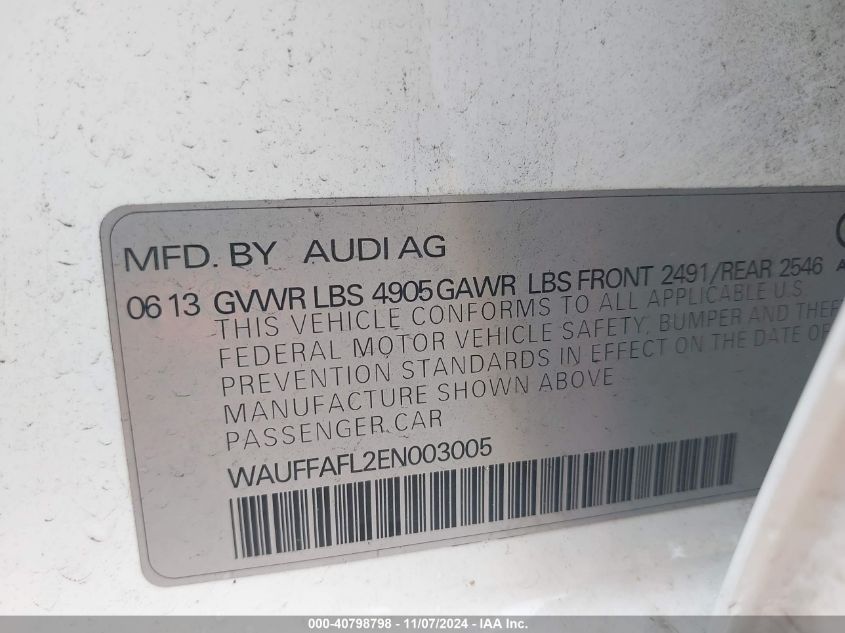 MFD. BY AUDI AG
06 13 GVWR LBS 4905 GAWR LBS FRONT 2491/REAR 2546
THIS VEHICLE CONFORMS TO ALL APPLICABLE U.S
FEDERAL MOTOR VEHICLE SAFETY, BUMPER AND THEF
PREVENTION STANDARDS IN EFFECT ON THE DATE OF
MANUFACTURE SHOWN ABOVE
PASSENGER CAR
WAUFFAFL2EN003005
000-40798798 - 11/07/2024 - IAA Inc.